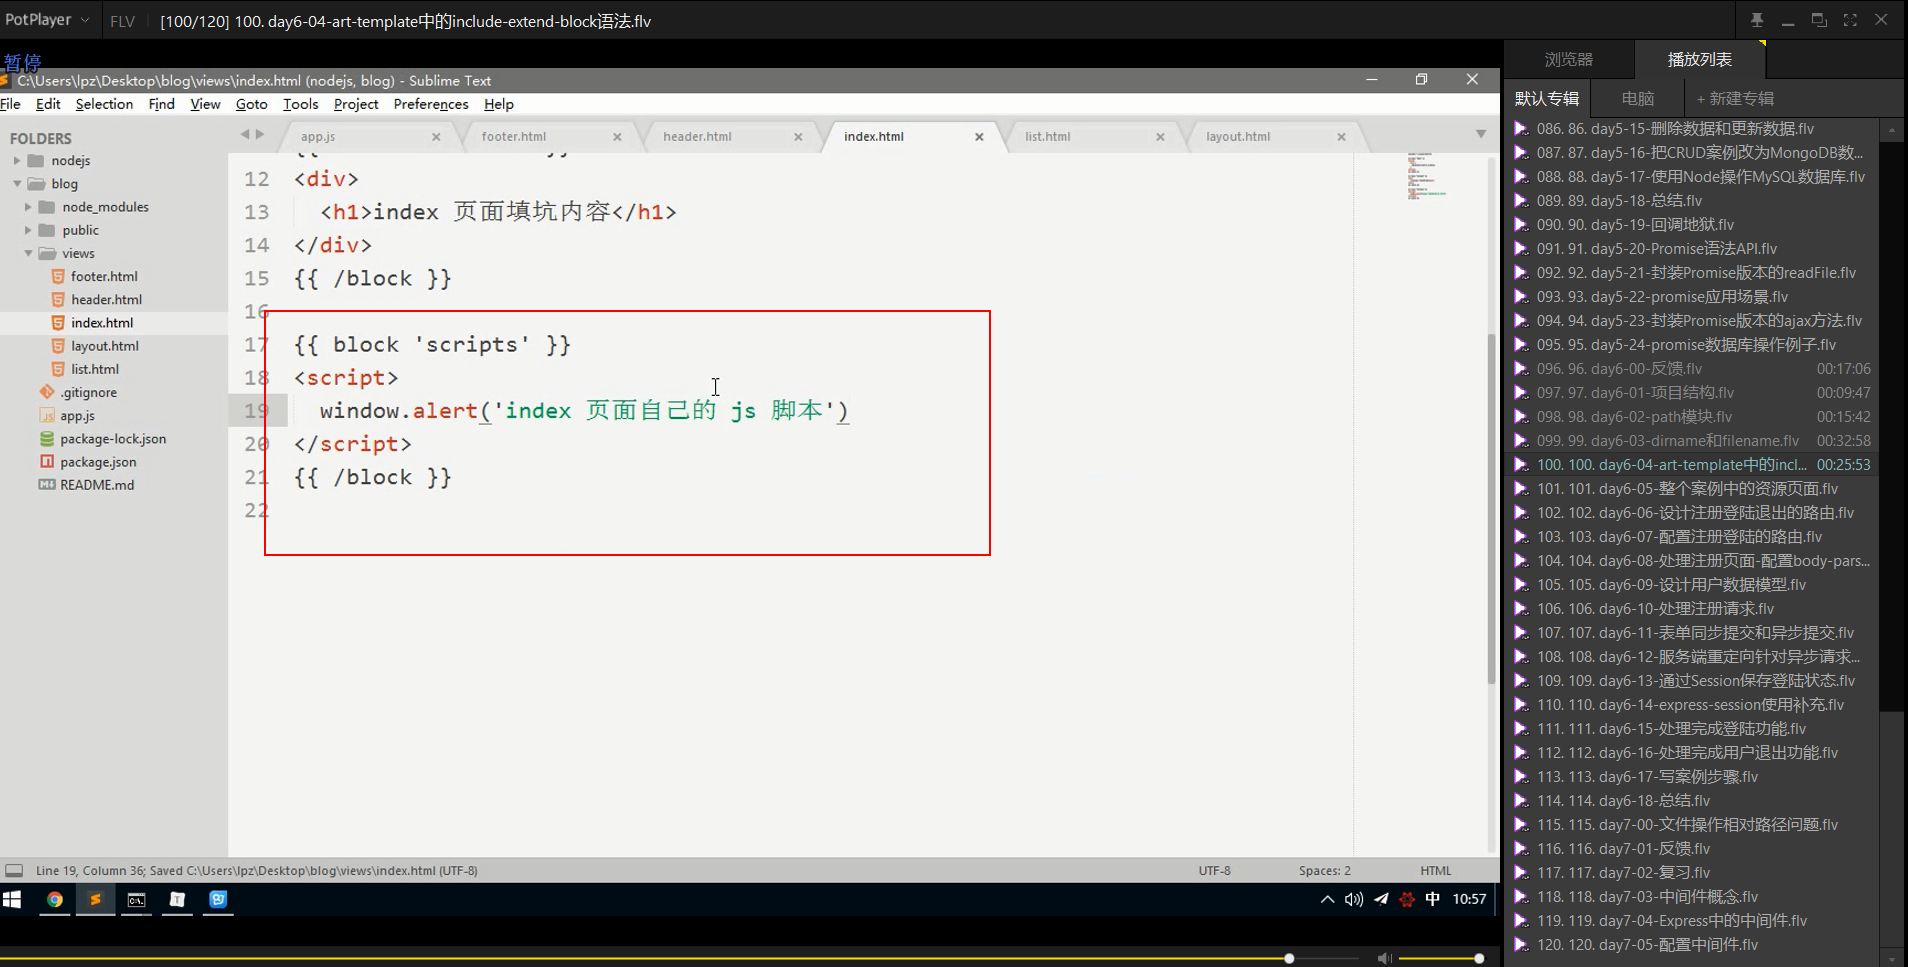 PotPlayer
FLV
[100/120] 100. day6-04-art-template中的include-extend-block语法.flv
暂停
C:\Users\lpz\Desktop\blog\views\index.html (nodejs, blog) - Sublime Text
File Edit Selection Find View Goto Tools Project Preferences Help
FOLDERS
nodejs
blog
node_modules
public
views
footer.html
header.html
index.html
layout.html
list.html
.gitignore
app.js
package-lock.json
package.json
README.md
app.js
footer.html
header.html
index.html
list.html
layout.html
12 <div>
13 <h1>index 页面填坑内容</h1>
14 </div>
15 {{ /block }}
16
17 {{ block 'scripts' }}
18 <script>
19 window.alert('index 页面自己的 js 脚本')
20 </script>
21 {{ /block }}
22
Line 19, Column 36; Saved C:\Users\lpz\Desktop\blog\views\index.html (UTF-8)
UTF-8
Spaces: 2
HTML
中
10:57
浏览器
播放列表
默认专辑
电脑
+ 新建专辑
086. 86. day5-15-删除数据和更新数据.flv
087. 87. day5-16-把CRUD案例改为MongoDB数...
088. 88. day5-17-使用Node操作MySQL数据库.flv
089. 89. day5-18-总结.flv
090. 90. day5-19-回调地狱.flv
091. 91. day5-20-Promise语法API.flv
092. 92. day5-21-封装Promise版本的readFile.flv
093. 93. day5-22-promise应用场景.flv
094. 94. day5-23-封装Promise版本的ajax方法.flv
095. 95. day5-24-promise数据库操作例子.flv
096. 96. day6-00-反馈.flv 00:17:06
097. 97. day6-01-项目结构.flv 00:09:47
098. 98. day6-02-path模块.flv 00:15:42
099. 99. day6-03-dirname和filename.flv 00:32:58
100. 100. day6-04-art-template中的incl... 00:25:53
101. 101. day6-05-整个案例中的资源页面.flv
102. 102. day6-06-设计注册登陆退出的路由.flv
103. 103. day6-07-配置注册登陆的路由.flv
104. 104. day6-08-处理注册页面-配置body-pars...
105. 105. day6-09-设计用户数据模型.flv
106. 106. day6-10-处理注册请求.flv
107. 107. day6-11-表单同步提交和异步提交.flv
108. 108. day6-12-服务端重定向针对异步请求...
109. 109. day6-13-通过Session保存登陆状态.flv
110. 110. day6-14-express-session使用补充.flv
111. 111. day6-15-处理完成登陆功能.flv
112. 112. day6-16-处理完成用户退出功能.flv
113. 113. day6-17-写案例步骤.flv
114. 114. day6-18-总结.flv
115. 115. day7-00-文件操作相对路径问题.flv
116. 116. day7-01-反馈.flv
117. 117. day7-02-复习.flv
118. 118. day7-03-中间件概念.flv
119. 119. day7-04-Express中的中间件.flv
120. 120. day7-05-配置中间件.flv